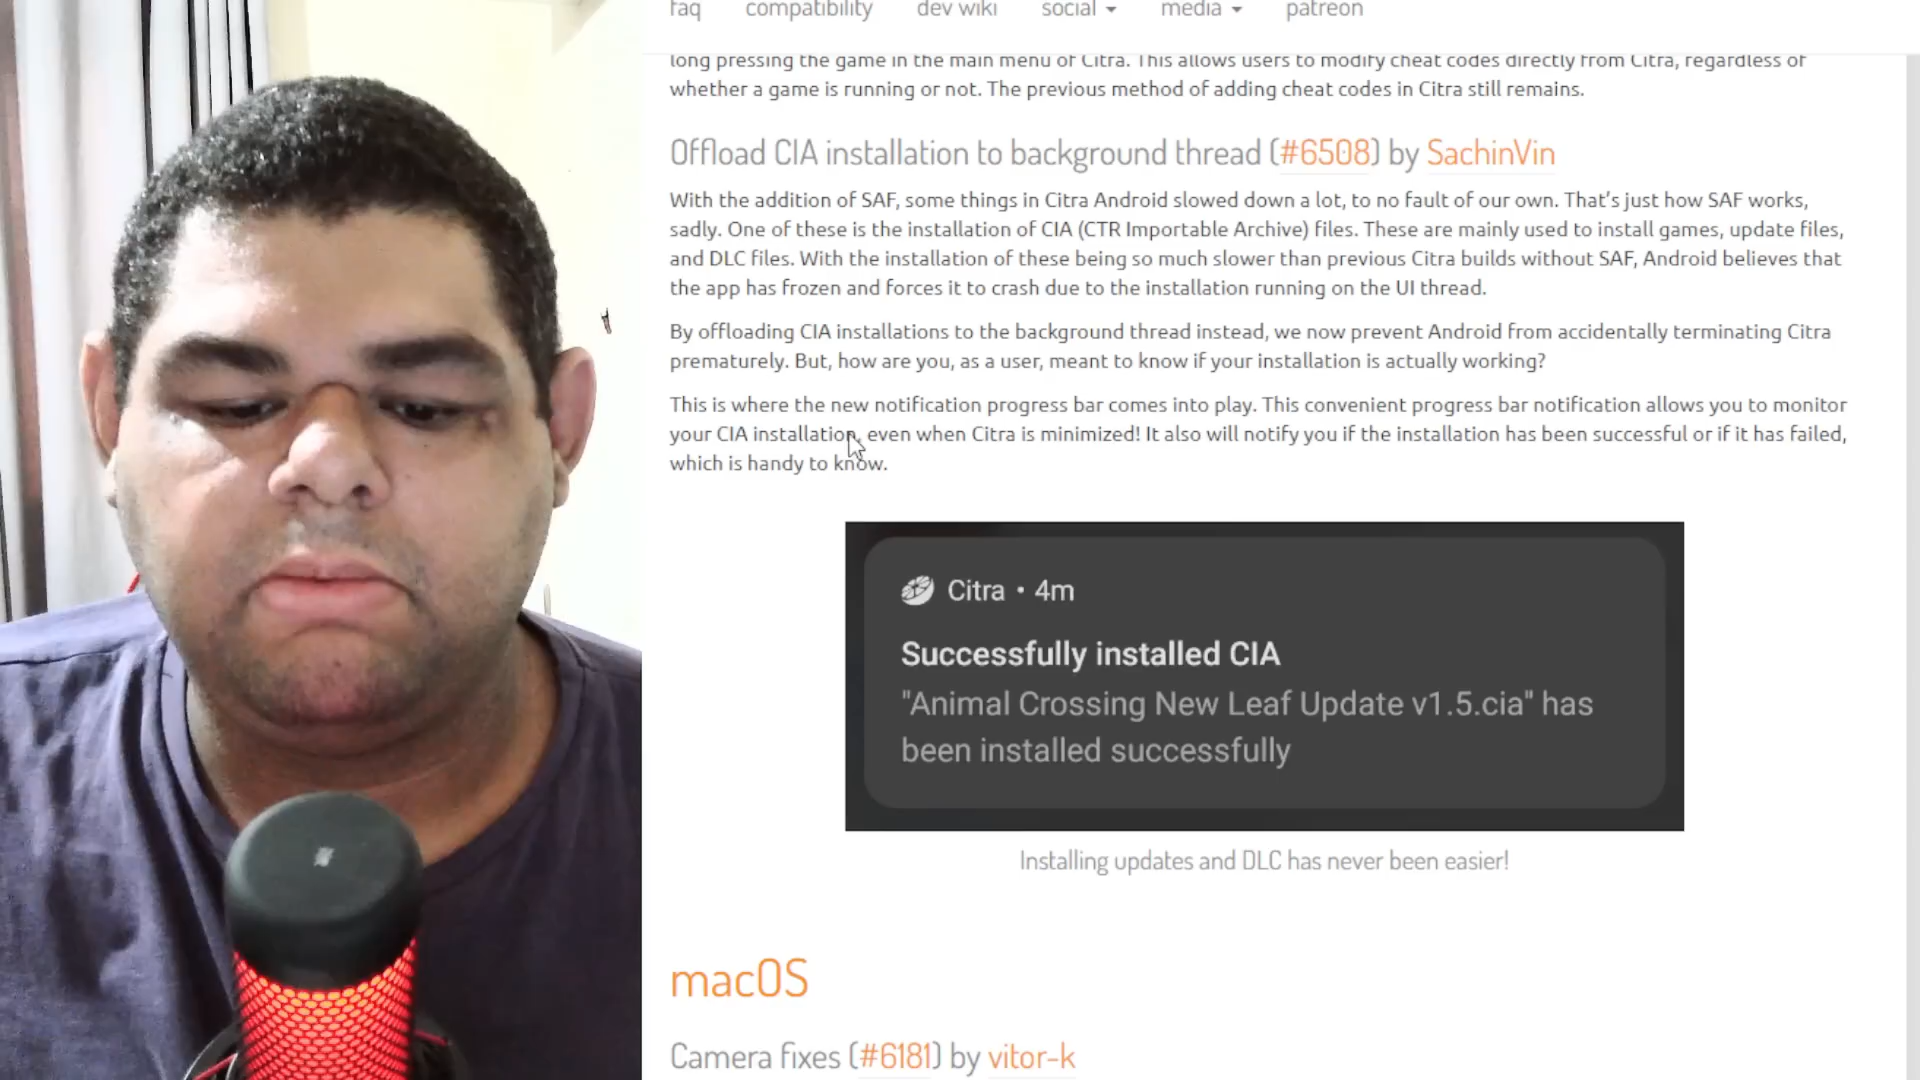 faq compatibility dev wiki social media patreon
long pressing the game in the main menu of Citra. This allows users to modify cheat codes directly from Citra, regardless of
whether a game is running or not. The previous method of adding cheat codes in Citra still remains.
Offload CIA installation to background thread (#6508) by SachinVin
With the addition of SAF, some things in Citra Android slowed down a lot, to no fault of our own. That's just how SAF works,
sadly. One of these is the installation of CIA (CTR Importable Archive) files. These are mainly used to install games, update files,
and DLC files. With the installation of these being so much slower than previous Citra builds without SAF, Android believes that
the app has frozen and forces it to crash due to the installation running on the UI thread.
By offloading CIA installations to the background thread instead, we now prevent Android from accidentally terminating Citra
prematurely. But, how are you, as a user, meant to know if your installation is actually working?
This is where the new notification progress bar comes into play. This convenient progress bar notification allows you to monitor
your CIA installation, even when Citra is minimized! It also will notify you if the installation has been successful or if it has failed,
which is handy to know.
Citra • 4m
Successfully installed CIA
"Animal Crossing New Leaf Update v1.5.cia" has
been installed successfully
Installing updates and DLC has never been easier!
macOS
Camera fixes (#6181) by vitor-k